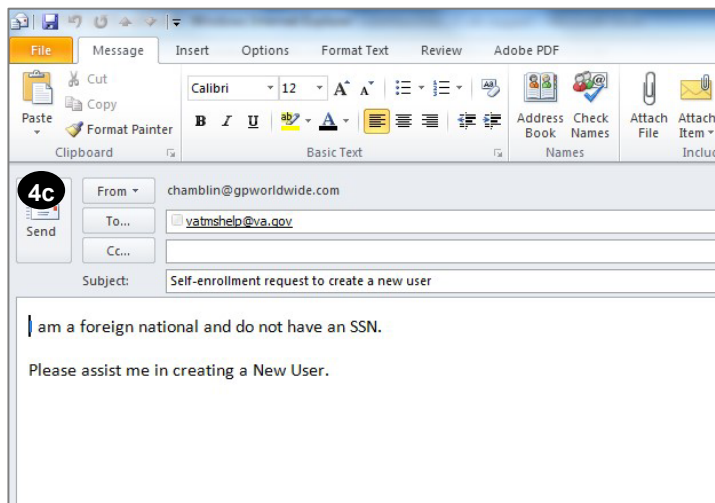 File Message Insert Options Format Text Review Adobe PDF
Cut
Copy
Paste
Format Painter
Clipboard
Calibri 12 A A
B I U ab A
Basic Text
Address Book
Check Names
Names
Attach File
Attach Item
Includ
4c
Send
From chamblin@gpworldwide.com
To... vatmshelp@va.gov
Cc...
Subject: Self-enrollment request to create a new user
I am a foreign national and do not have an SSN.
Please assist me in creating a New User.